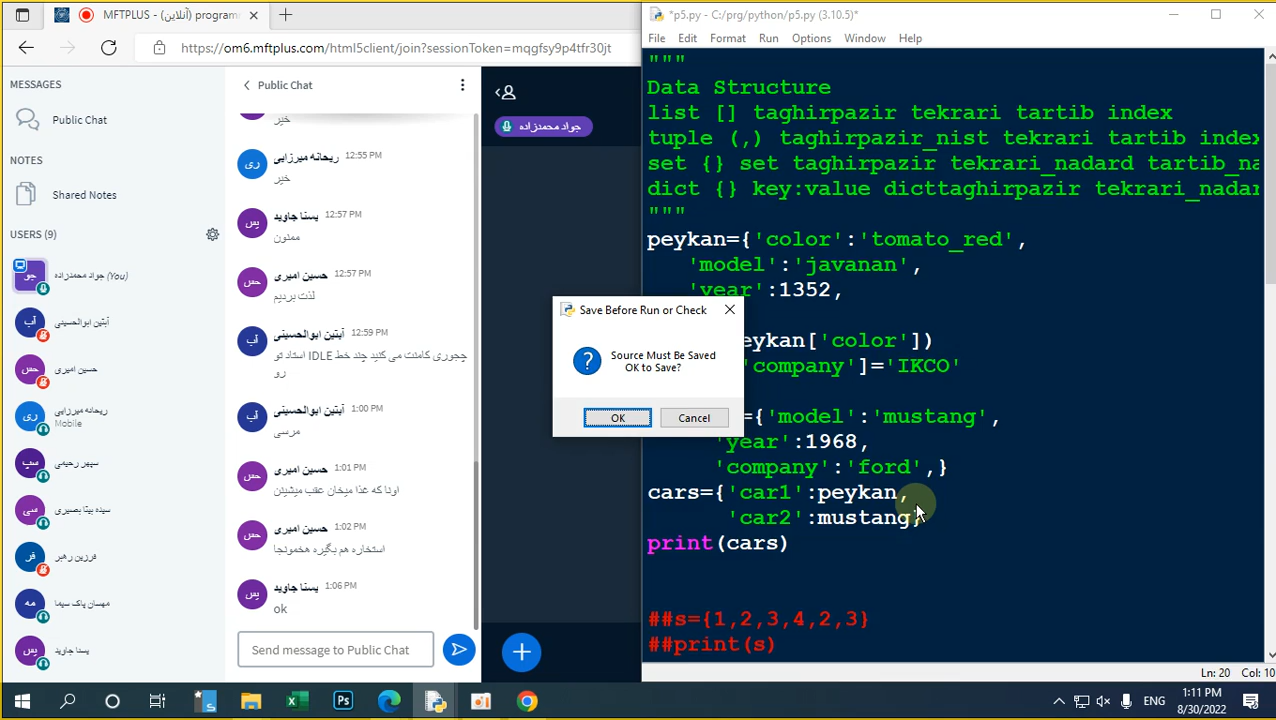 MFTPLUS (آنلاین) - program
https://om6.mftplus.com/html5client/join?sessionToken=mqgfsy9p4tfr30jt
MESSAGES
Public Chat
NOTES
Shared Notes
USERS (9)
جواد محمدزاده (You)
آبتین ابوالحسینی
حسین امیری
ریحانه میرزایی
Mobile
سپهر رحیمی
سیده بیتا بصیری
فرزین رهبر
مهسان پاک سیما
یسنا جاوید
Public Chat
خیر
ریحانه میرزایی 12:55 PM
خیر
یسنا جاوید 12:57 PM
ممنون
حسین امیری 12:57 PM
لذت بردیم
آبتین ابوالحسینی 12:59 PM
چجوری کامنت می کنید چند خط IDLE استاد تو
رو
آبتین ابوالحسینی 1:00 PM
مرسی
حسین امیری 1:01 PM
اونا که غذا میخان عقب میشینن
حسین امیری 1:06 PM
استخاره هم بگیره هخمونجا
یسنا جاوید 1:06 PM
ok
Send message to Public Chat
جواد محمدزاده
*p5.py - C:/prg/python/p5.py (3.10.5)*
File Edit Format Run Options Window Help
"""
Data Structure
list [] taghirpazir tekrari tartib index
tuple (,) taghirpazir_nist tekrari tartib index
set {} set taghirpazir tekrari_nadard tartib_na
dict {} key:value dicttaghirpazir tekrari_nadar
"""
peykan={'color':'tomato_red',
'model':'javanan',
'year':1352,
eykan['color'])
'company']='IKCO'
={'model':'mustang',
'year':1968,
'company':'ford',}
cars={'car1':peykan,
'car2':mustang}
print(cars)
##s={1,2,3,4,2,3}
##print(s)
Save Before Run or Check
Source Must Be Saved
OK to Save?
OK Cancel
Ln: 20 Col: 10
ENG
1:11 PM
8/30/2022